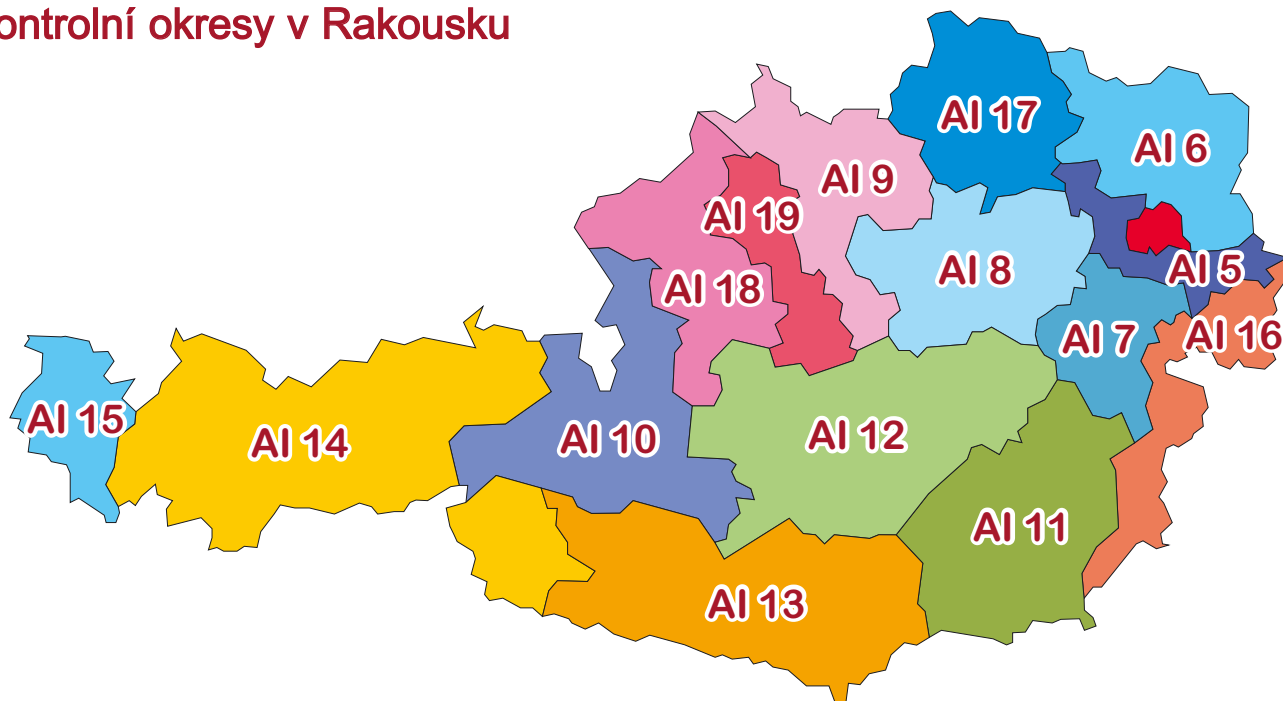 ontrolní okresy v Rakousku
AI 17
AI 6
AI 9
AI 19
AI 8
AI 5
AI 18
AI 7
AI 16
AI 15
AI 14
AI 10
AI 12
AI 11
AI 13